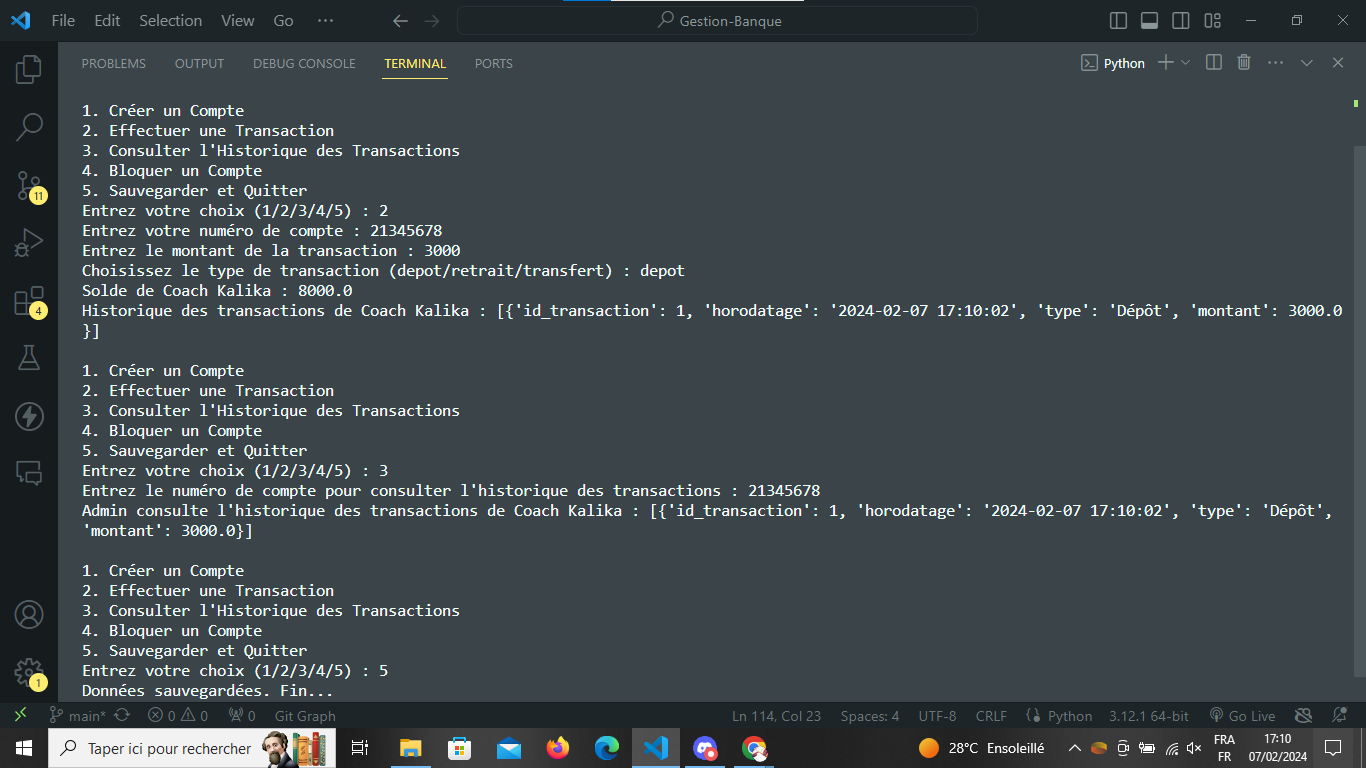 File Edit Selection View Go ··· Gestion-Banque
PROBLEMS OUTPUT DEBUG CONSOLE TERMINAL PORTS Python
1. Créer un Compte
2. Effectuer une Transaction
3. Consulter l'Historique des Transactions
4. Bloquer un Compte
5. Sauvegarder et Quitter
Entrez votre choix (1/2/3/4/5) : 2
Entrez votre numéro de compte : 21345678
Entrez le montant de la transaction : 3000
Choisissez le type de transaction (depot/retrait/transfert) : depot
Solde de Coach Kalika : 8000.0
Historique des transactions de Coach Kalika : [{'id_transaction': 1, 'horodatage': '2024-02-07 17:10:02', 'type': 'Dépôt', 'montant': 3000.0
}]
1. Créer un Compte
2. Effectuer une Transaction
3. Consulter l'Historique des Transactions
4. Bloquer un Compte
5. Sauvegarder et Quitter
Entrez votre choix (1/2/3/4/5) : 3
Entrez le numéro de compte pour consulter l'historique des transactions : 21345678
Admin consulte l'historique des transactions de Coach Kalika : [{'id_transaction': 1, 'horodatage': '2024-02-07 17:10:02', 'type': 'Dépôt',
'montant': 3000.0}]
1. Créer un Compte
2. Effectuer une Transaction
3. Consulter l'Historique des Transactions
4. Bloquer un Compte
5. Sauvegarder et Quitter
Entrez votre choix (1/2/3/4/5) : 5
Données sauvegardées. Fin...
11
4
1
main* 0 0 0 Git Graph Ln 114, Col 23 Spaces: 4 UTF-8 CRLF Python 3.12.1 64-bit Go Live
Taper ici pour rechercher 28°C Ensoleillé FRA 17:10
FR 07/02/2024